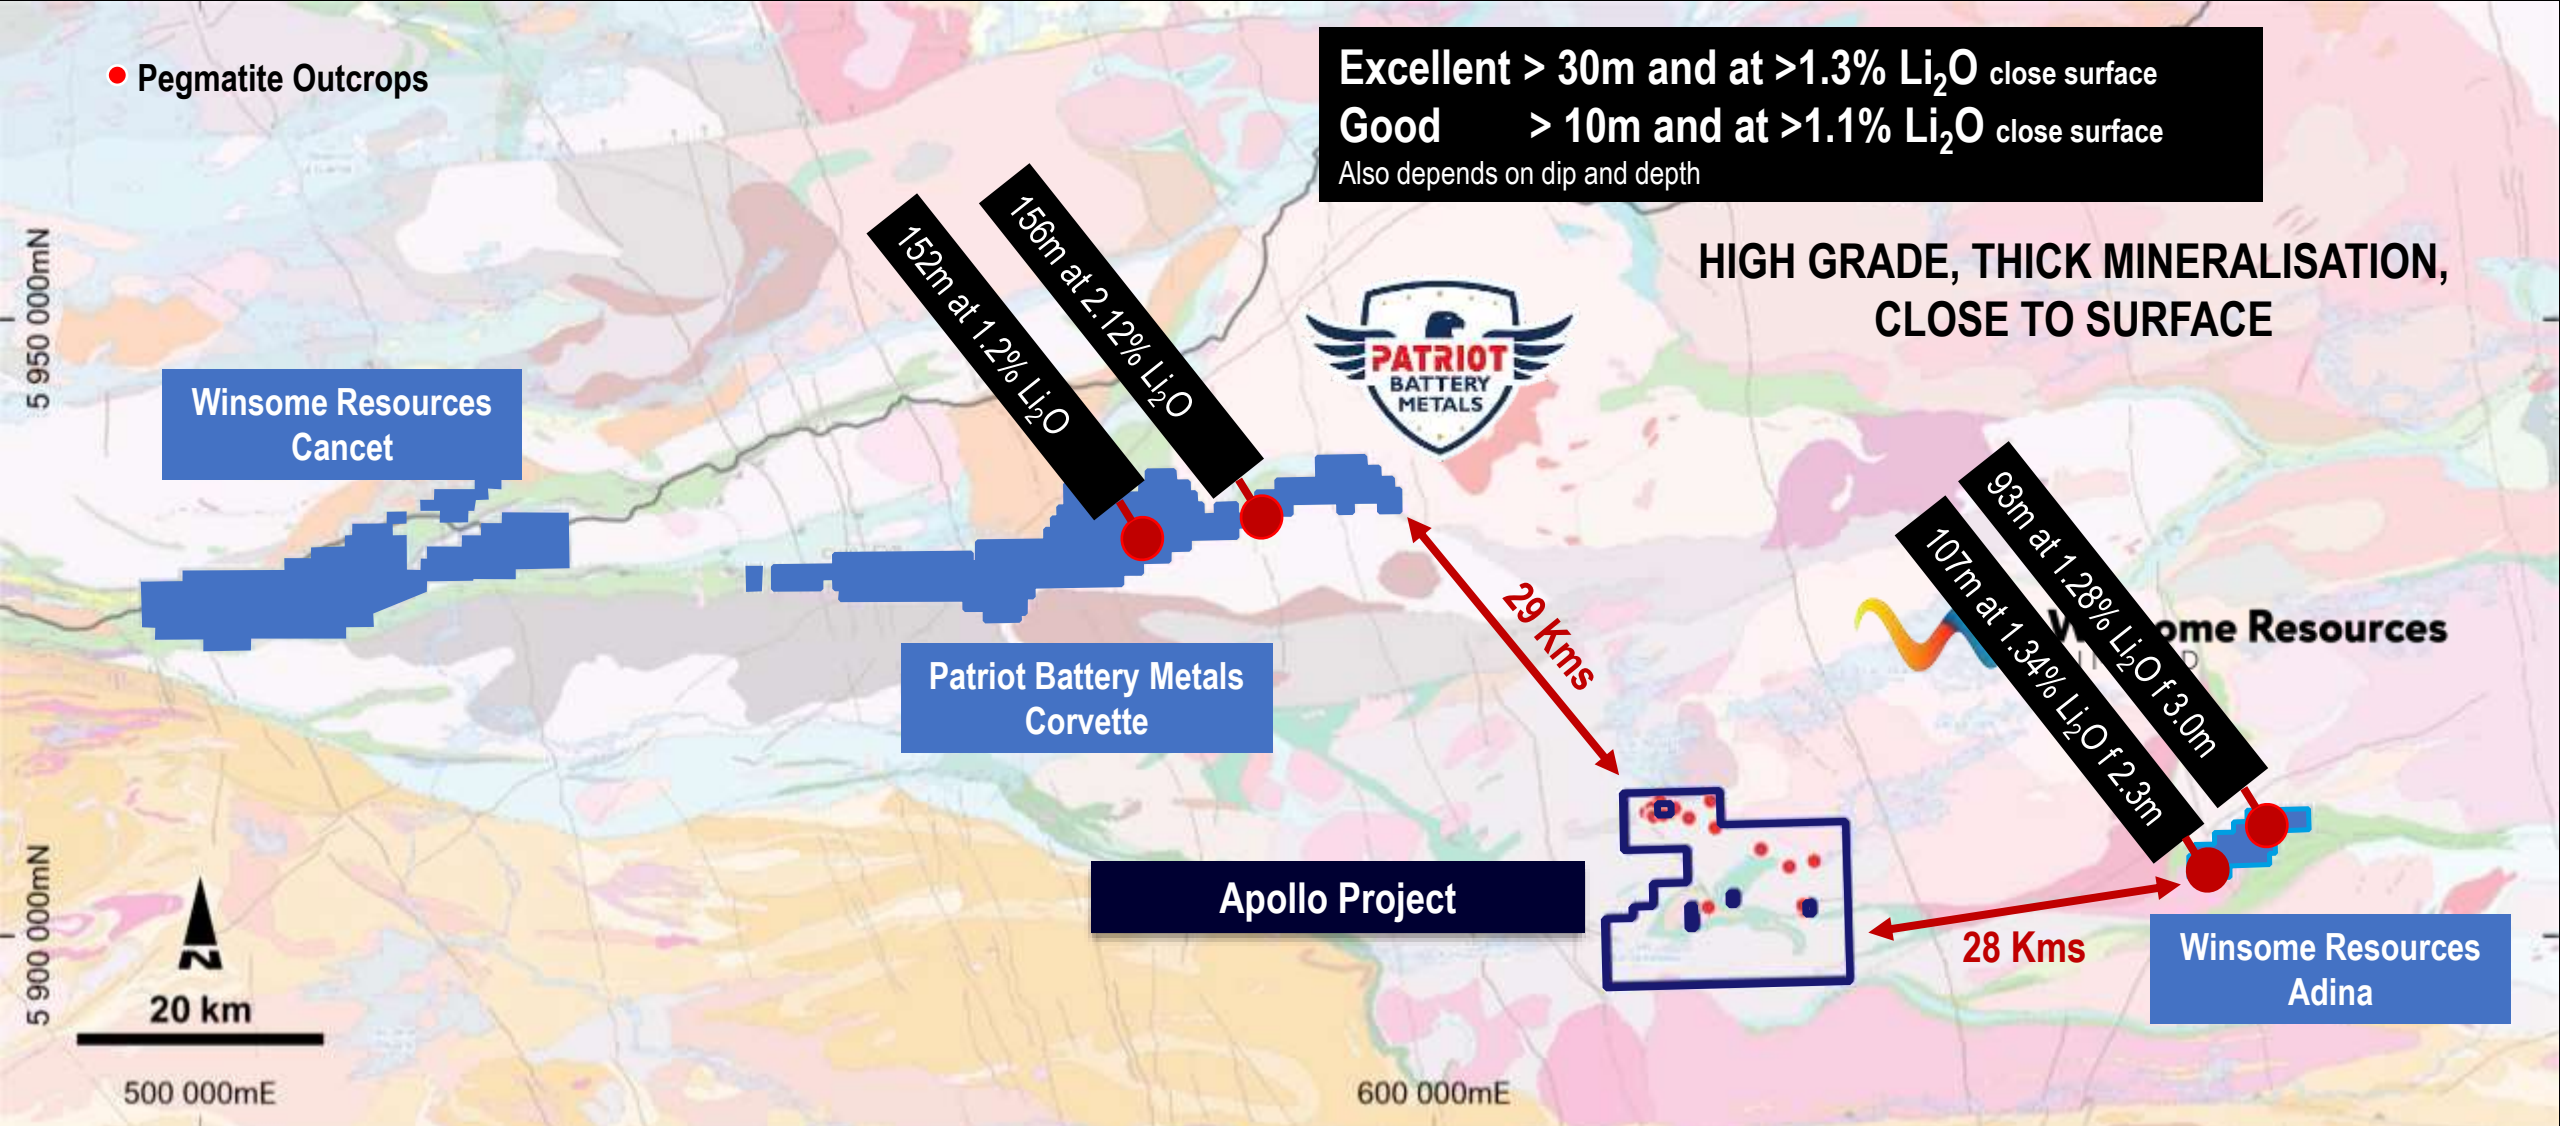 Pegmatite Outcrops
Excellent > 30m and at >1.3% Li₂O close surface
Good > 10m and at >1.1% Li₂O close surface
Also depends on dip and depth
HIGH GRADE, THICK MINERALISATION,
CLOSE TO SURFACE
5 950 000mN
152m at 1.2% Li₂O
156m at 2.12% Li₂O
PATRIOT
BATTERY
METALS
Winsome Resources
Cancet
93m at 1.28% Li₂O f 3.0m
107m at 1.34% Li₂O f 2.3m
29 Kms
ome Resources
Patriot Battery Metals
Corvette
Apollo Project
28 Kms
Winsome Resources
Adina
5 900 000mN
N
20 km
500 000mE
600 000mE